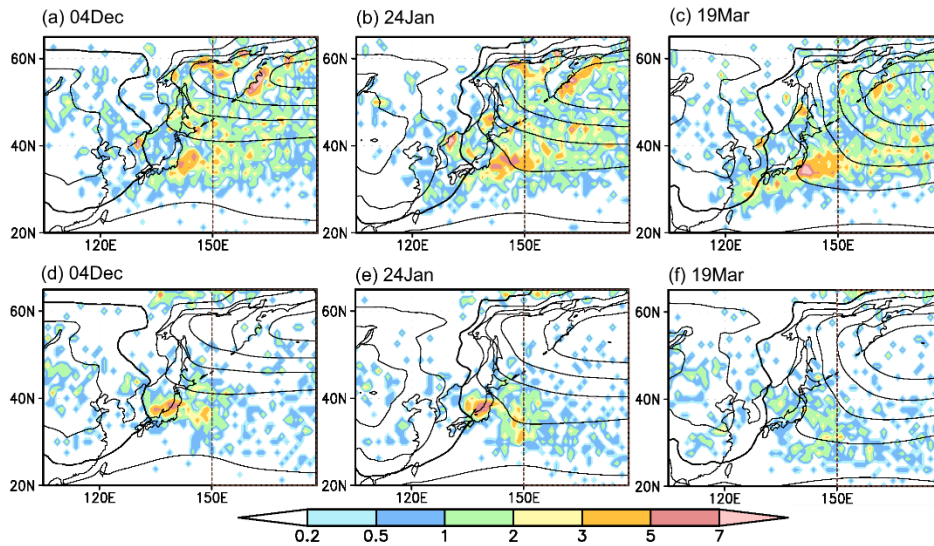 (a) 04Dec
(b) 24Jan
(c) 19Mar
60N
40N
20N
120E
150E
60N
40N
20N
120E
150E
60N
40N
20N
120E
150E
(d) 04Dec
(e) 24Jan
(f) 19Mar
60N
40N
20N
120E
150E
60N
40N
20N
120E
150E
60N
40N
20N
120E
150E
0.2 0.5 1 2 3 5 7